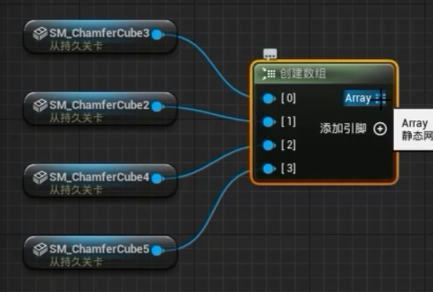 SM_ChamferCube3
从持久关卡
SM_ChamferCube2
从持久关卡
SM_ChamferCube4
从持久关卡
SM_ChamferCube5
从持久关卡
创建数组
[0]
Array
[1]
添加引脚
[2]
[3]
Array
静态网